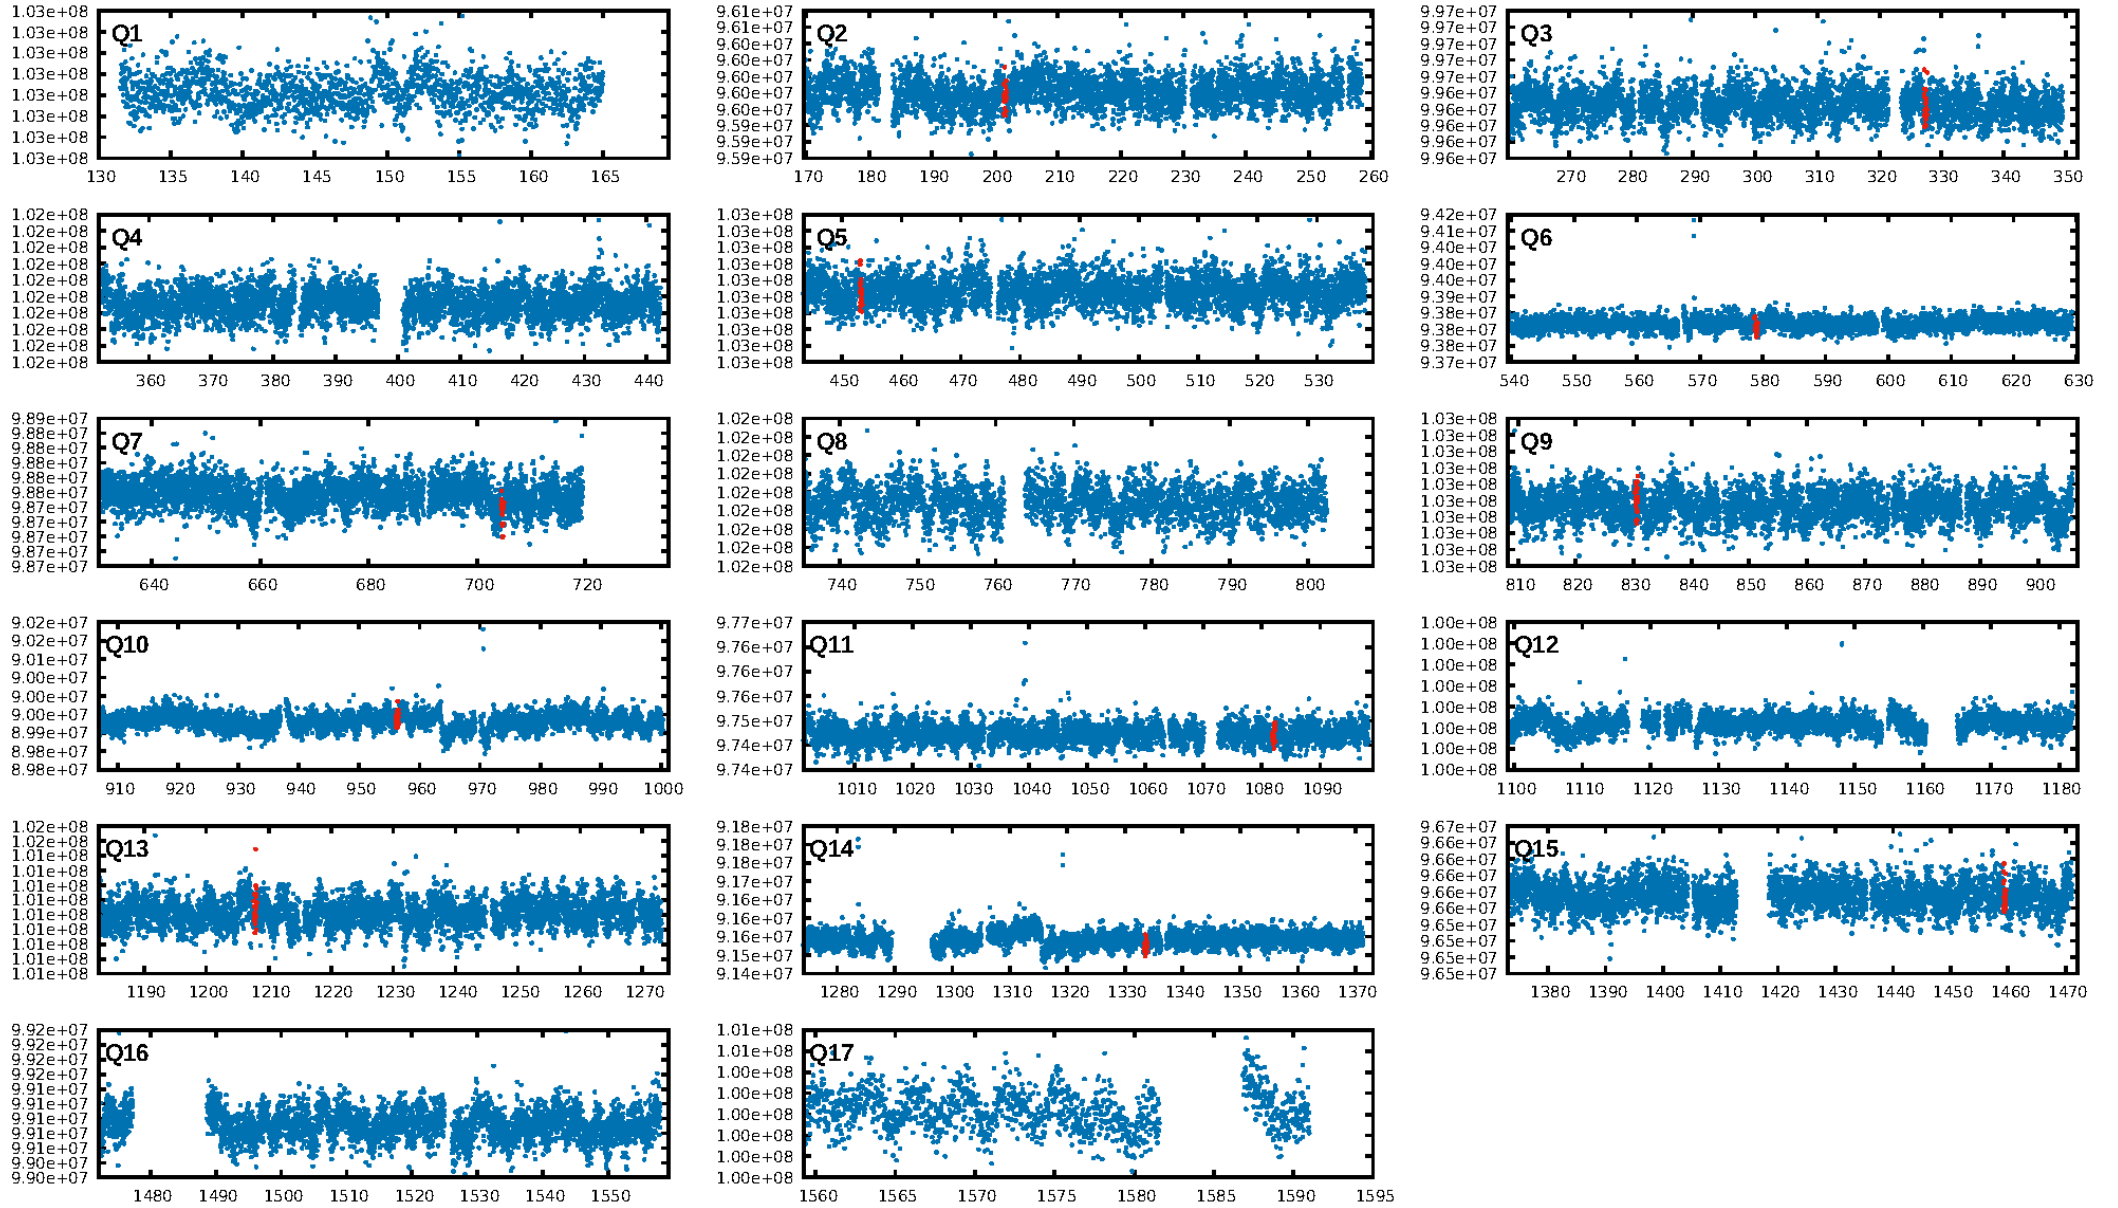 1.03e+08 1.03e+08 1.03e+08 1.03e+08 1.03e+08 1.03e+08 1.03e+08 1.03e+08
Q1
130 135 140 145 150 155 160 165
9.61e+07 9.61e+07 9.60e+07 9.60e+07 9.60e+07 9.60e+07 9.60e+07 9.59e+07 9.59e+07 9.59e+07
Q2
170 180 190 200 210 220 230 240 250 260
9.97e+07 9.97e+07 9.97e+07 9.97e+07 9.97e+07 9.96e+07 9.96e+07 9.96e+07 9.96e+07 9.96e+07
Q3
270 280 290 300 310 320 330 340 350
1.02e+08 1.02e+08 1.02e+08 1.02e+08 1.02e+08 1.02e+08 1.02e+08 1.02e+08 1.02e+08 1.02e+08
Q4
360 370 380 390 400 410 420 430 440
1.03e+08 1.03e+08 1.03e+08 1.03e+08 1.03e+08 1.03e+08 1.03e+08 1.03e+08 1.03e+08 1.03e+08
Q5
450 460 470 480 490 500 510 520 530
9.42e+07 9.41e+07 9.40e+07 9.40e+07 9.39e+07 9.39e+07 9.38e+07 9.38e+07 9.38e+07 9.37e+07
Q6
540 550 560 570 580 590 600 610 620 630
9.89e+07 9.88e+07 9.88e+07 9.88e+07 9.88e+07 9.88e+07 9.87e+07 9.87e+07 9.87e+07 9.87e+07 9.87e+07
Q7
640 660 680 700 720
1.02e+08 1.02e+08 1.02e+08 1.02e+08 1.02e+08 1.02e+08 1.02e+08 1.02e+08 1.02e+08
Q8
740 750 760 770 780 790 800
1.03e+08 1.03e+08 1.03e+08 1.03e+08 1.03e+08 1.03e+08 1.03e+08 1.03e+08 1.03e+08 1.03e+08
Q9
810 820 830 840 850 860 870 880 890 900
9.02e+07 9.02e+07 9.01e+07 9.01e+07 9.00e+07 9.00e+07 8.99e+07 8.98e+07 8.98e+07
Q10
910 920 930 940 950 960 970 980 990 1000
9.77e+07 9.76e+07 9.76e+07 9.76e+07 9.75e+07 9.74e+07 9.74e+07
Q11
1010 1020 1030 1040 1050 1060 1070 1080 1090
1.00e+08 1.00e+08 1.00e+08 1.00e+08 1.00e+08 1.00e+08 1.00e+08 1.00e+08
Q12
1100 1110 1120 1130 1140 1150 1160 1170 1180
1.02e+08 1.01e+08 1.01e+08 1.01e+08 1.01e+08 1.01e+08 1.01e+08 1.01e+08 1.01e+08 1.01e+08 1.01e+08
Q13
1190 1200 1210 1220 1230 1240 1250 1260 1270
9.18e+07 9.18e+07 9.18e+07 9.17e+07 9.16e+07 9.16e+07 9.16e+07 9.15e+07 9.14e+07
Q14
1280 1290 1300 1310 1320 1330 1340 1350 1360 1370
9.67e+07 9.66e+07 9.66e+07 9.66e+07 9.66e+07 9.66e+07 9.66e+07 9.65e+07 9.65e+07 9.65e+07
Q15
1380 1390 1400 1410 1420 1430 1440 1450 1460 1470
9.92e+07 9.92e+07 9.92e+07 9.92e+07 9.91e+07 9.91e+07 9.91e+07 9.91e+07 9.91e+07 9.90e+07 9.90e+07
Q16
1480 1490 1500 1510 1520 1530 1540 1550
1.01e+08 1.01e+08 1.00e+08 1.00e+08 1.00e+08 1.00e+08 1.00e+08 1.00e+08
Q17
1560 1565 1570 1575 1580 1585 1590 1595